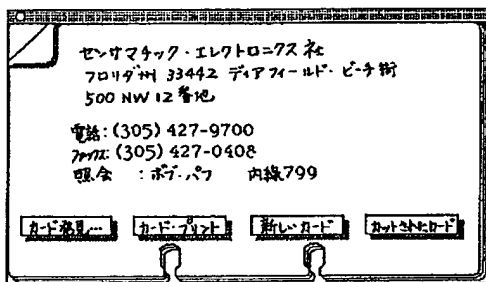 センサマチック・エレクトロニクス社
フロリダ州 33442 ディアフィールド・ビーチ街
500 NW 12番地
電話:(305) 427-9700
ファックス:(305) 427-0408
照会 :ボブ・パフ 内線799
カード発見... カード・プリント 新しいカード カットされたカード